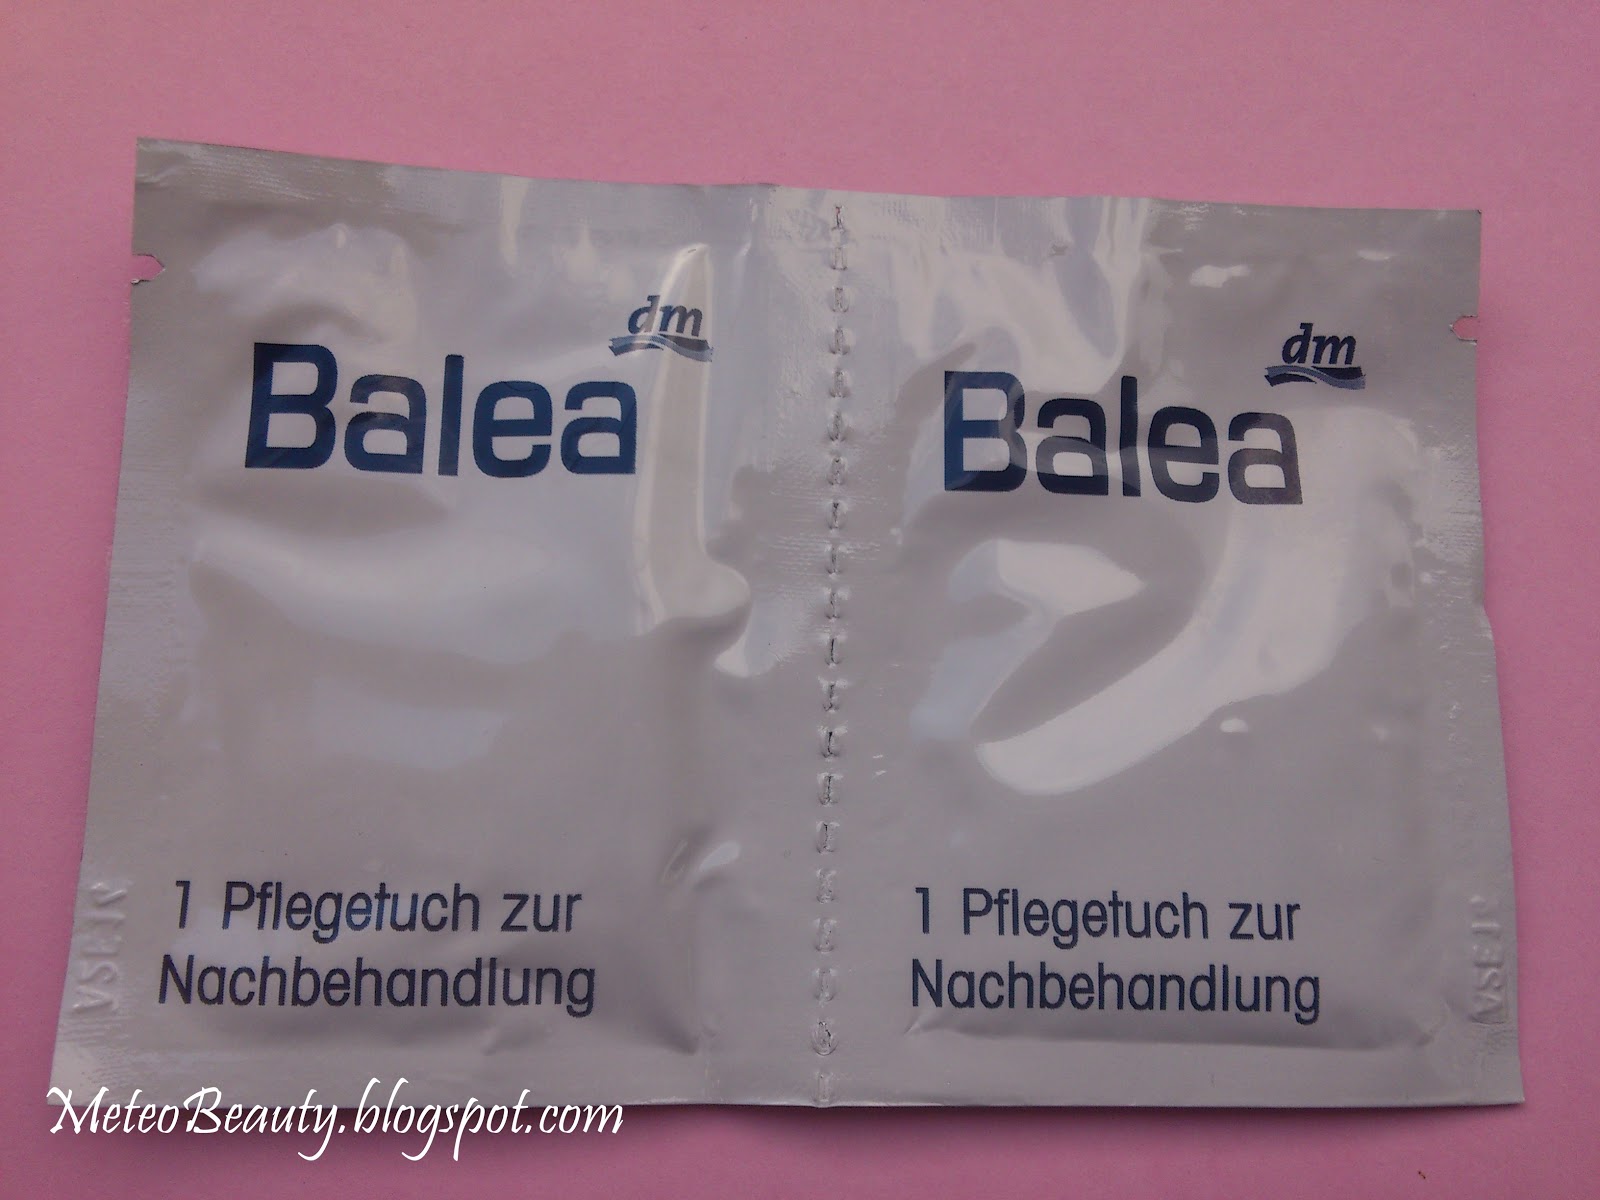 dm
Balea
1 Pflegetuch zur
Nachbehandlung
dm
Balea
1 Pflegetuch zur
Nachbehandlung
MeteoBeauty.blogspot.com